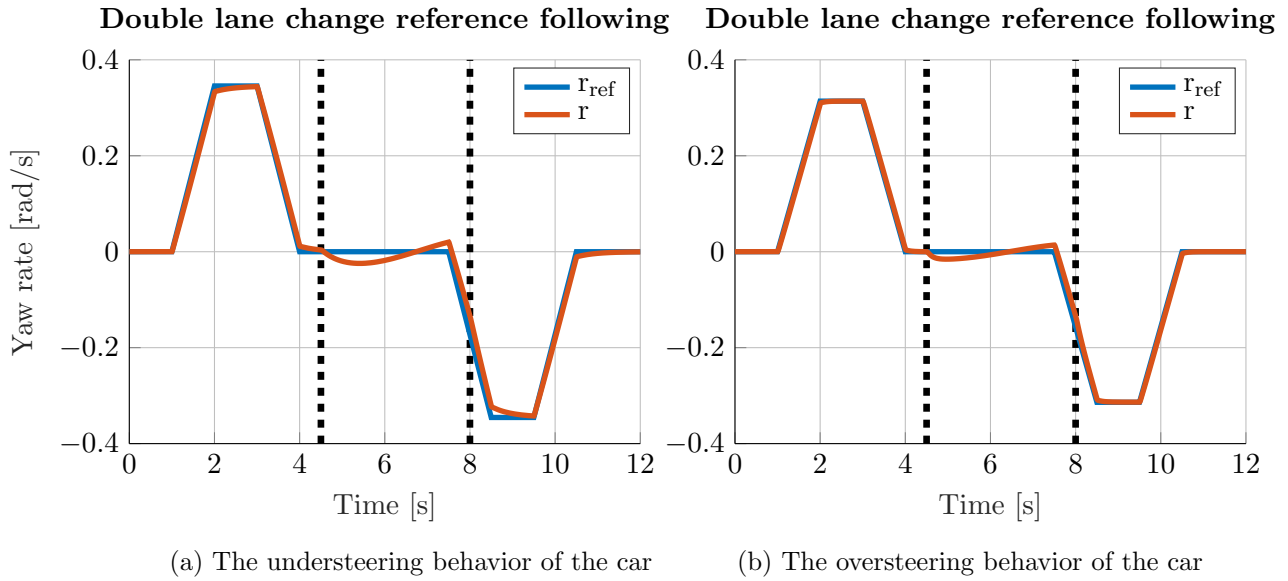 Double lane change reference following
0.4
0.2
0
−0.2
−0.4
Yaw rate [rad/s]
r_ref
r
0 2 4 6 8 10 12
Time [s]
(a) The understeering behavior of the car
Double lane change reference following
0.4
0.2
0
−0.2
−0.4
r_ref
r
0 2 4 6 8 10 12
Time [s]
(b) The oversteering behavior of the car